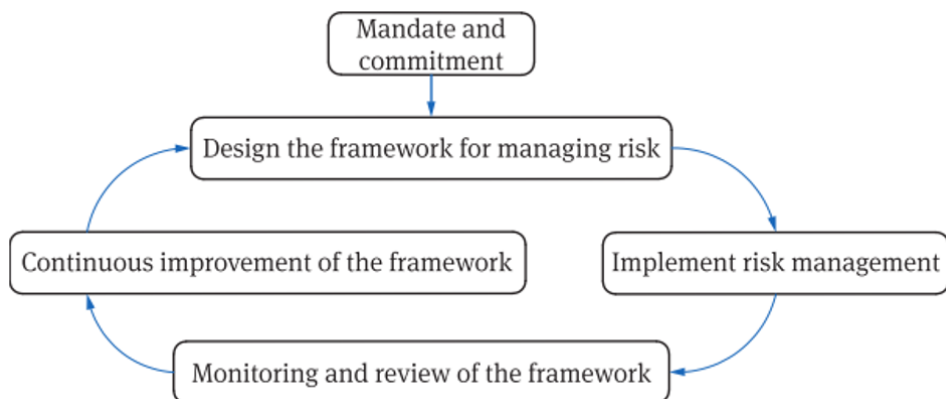 Mandate and
commitment
Design the framework for managing risk
Implement risk management
Monitoring and review of the framework
Continuous improvement of the framework